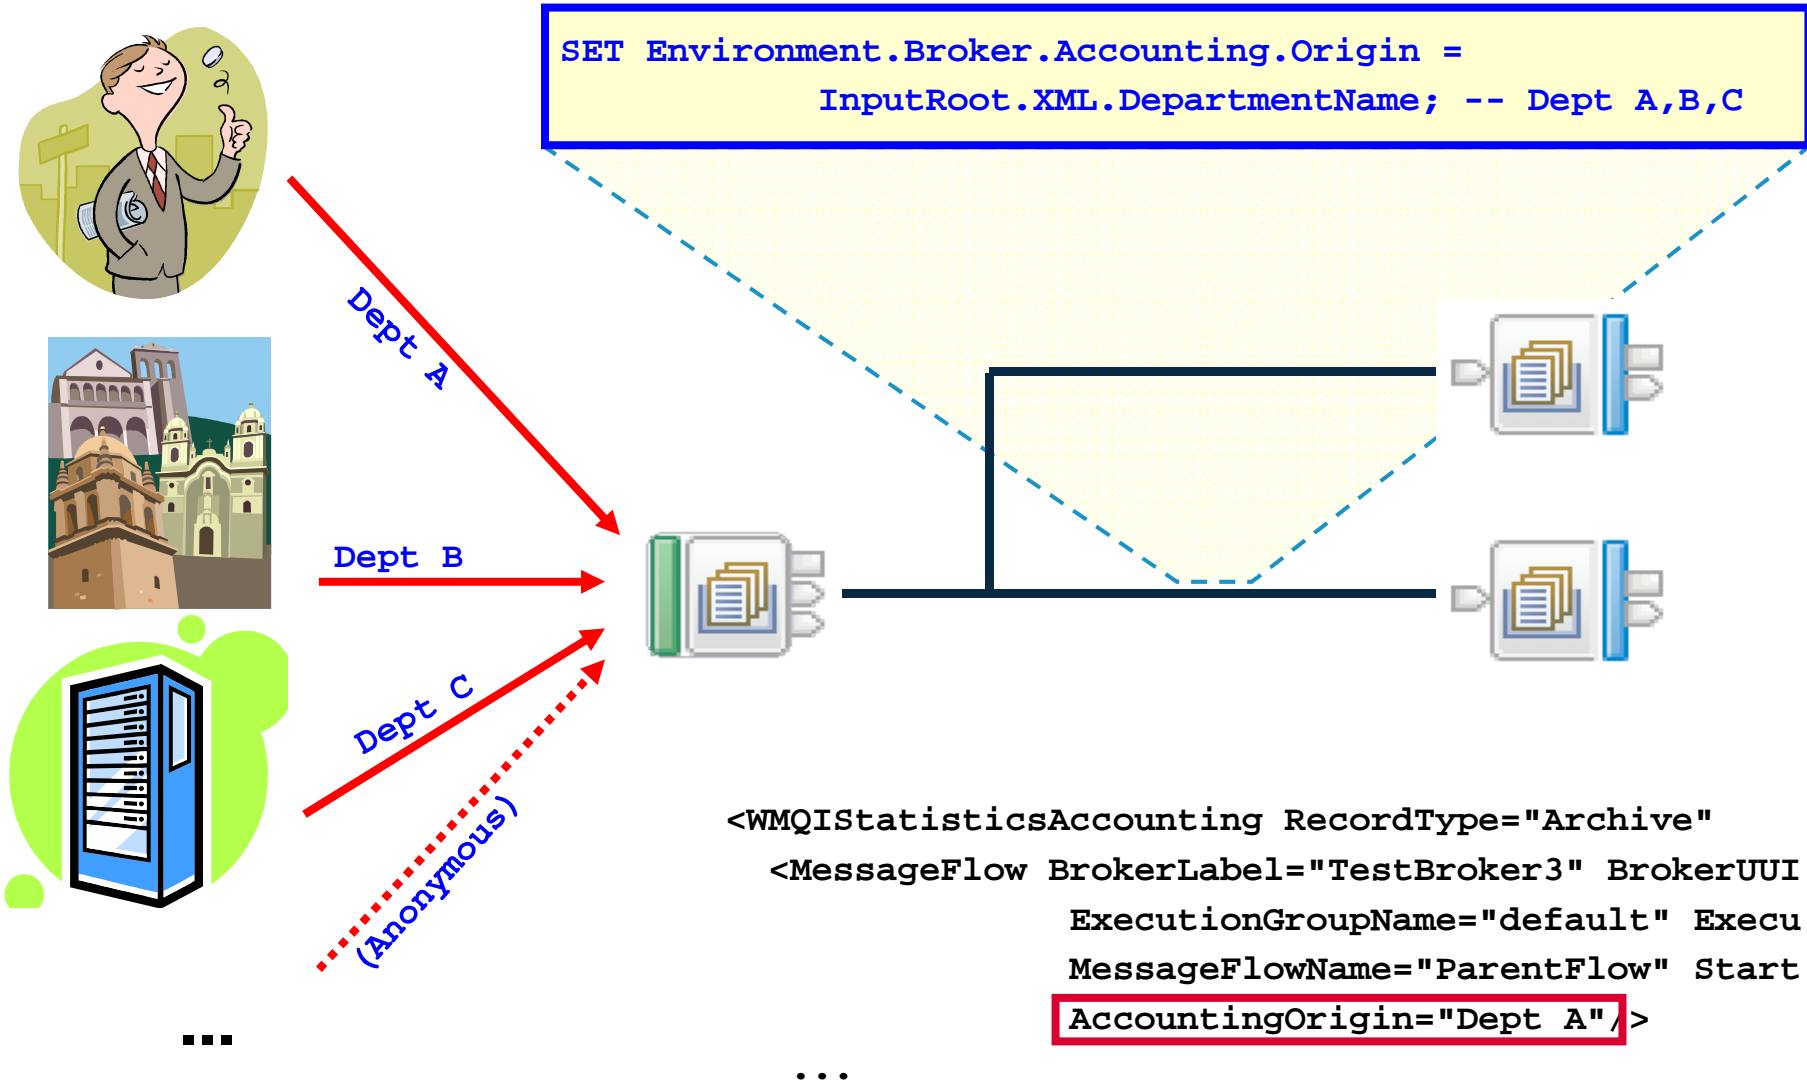 SET Environment.Broker.Accounting.Origin =
InputRoot.XML.DepartmentName; -- Dept A,B,C
Dept A
Dept B
Dept C
(Anonymous)
...
<WMQIStatisticsAccounting RecordType="Archive"
<MessageFlow BrokerLabel="TestBroker3" BrokerUUI
ExecutionGroupName="default" Execu
MessageFlowName="ParentFlow" Start
AccountingOrigin="Dept A"/>
...